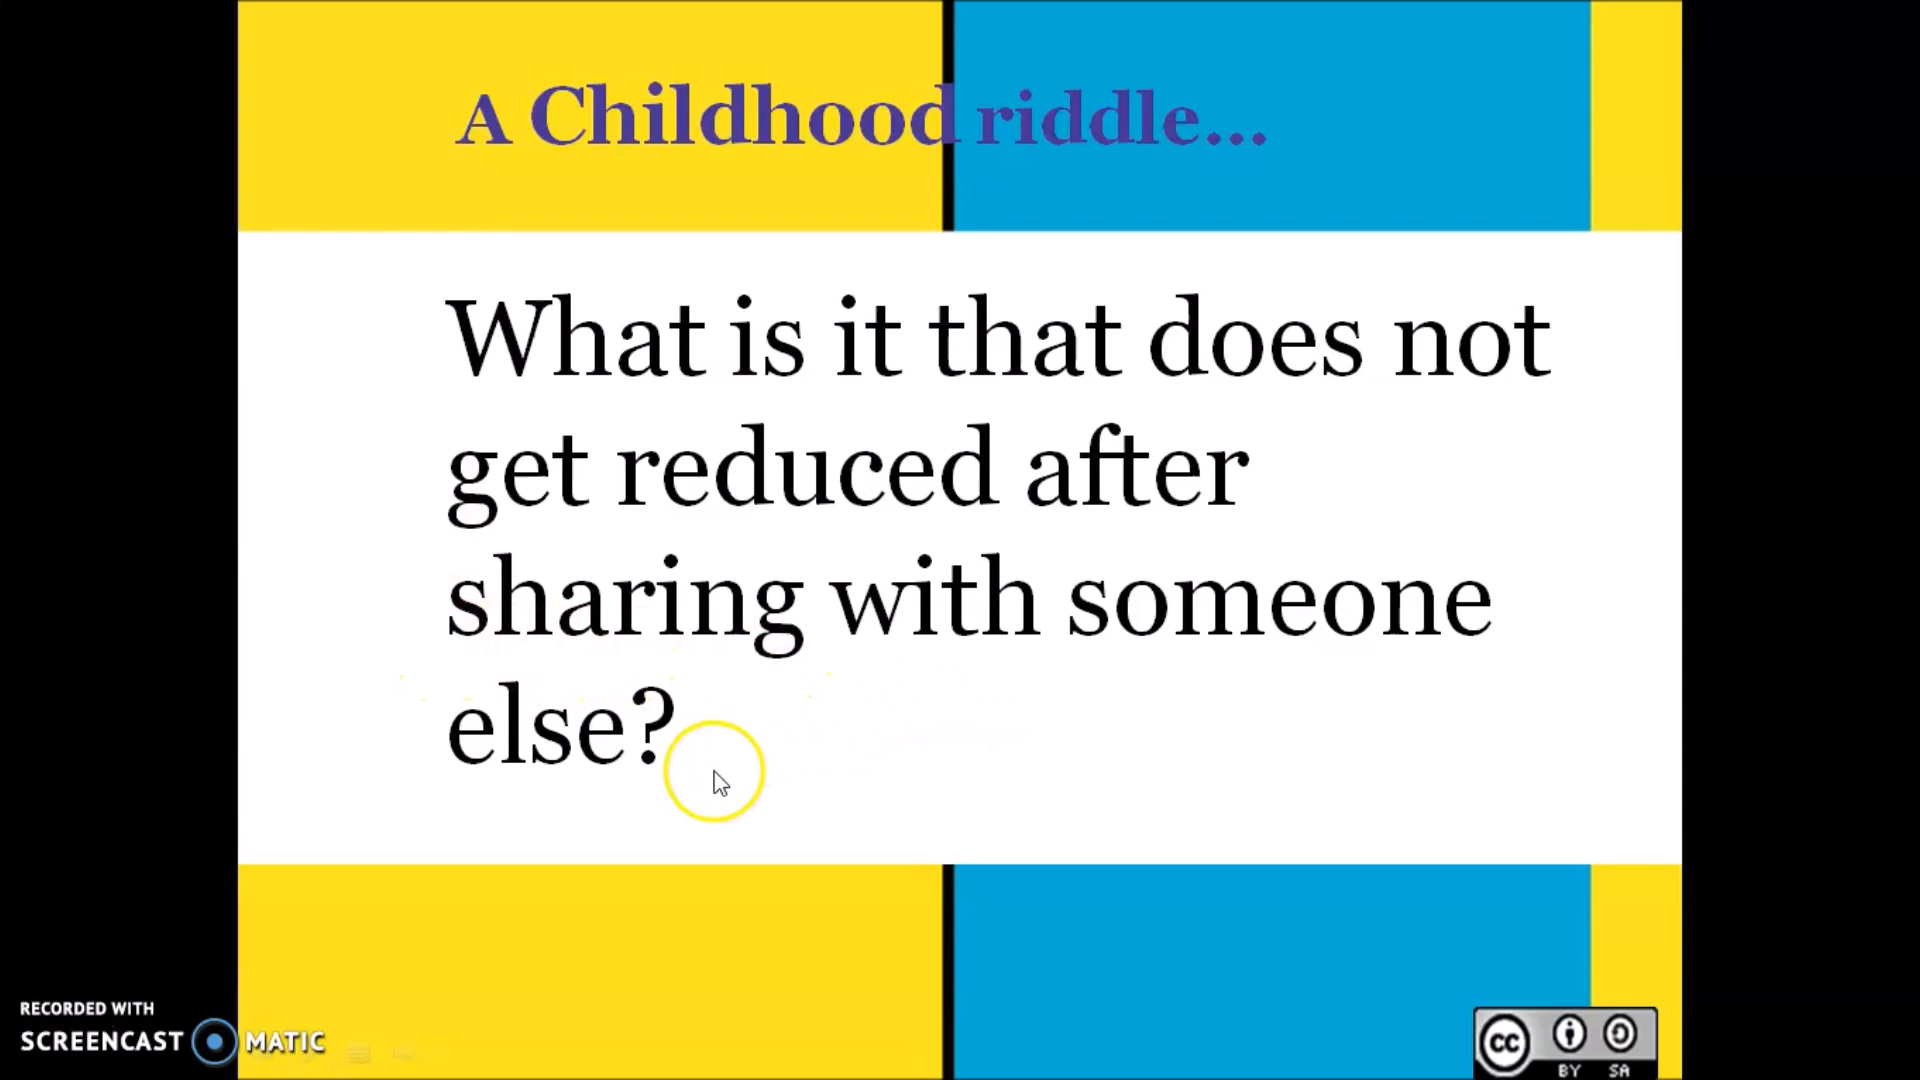 A Childhood riddle...
What is it that does not
get reduced after
sharing with someone
else?
RECORDED WITH
SCREENCAST MATIC
cc
BY SA